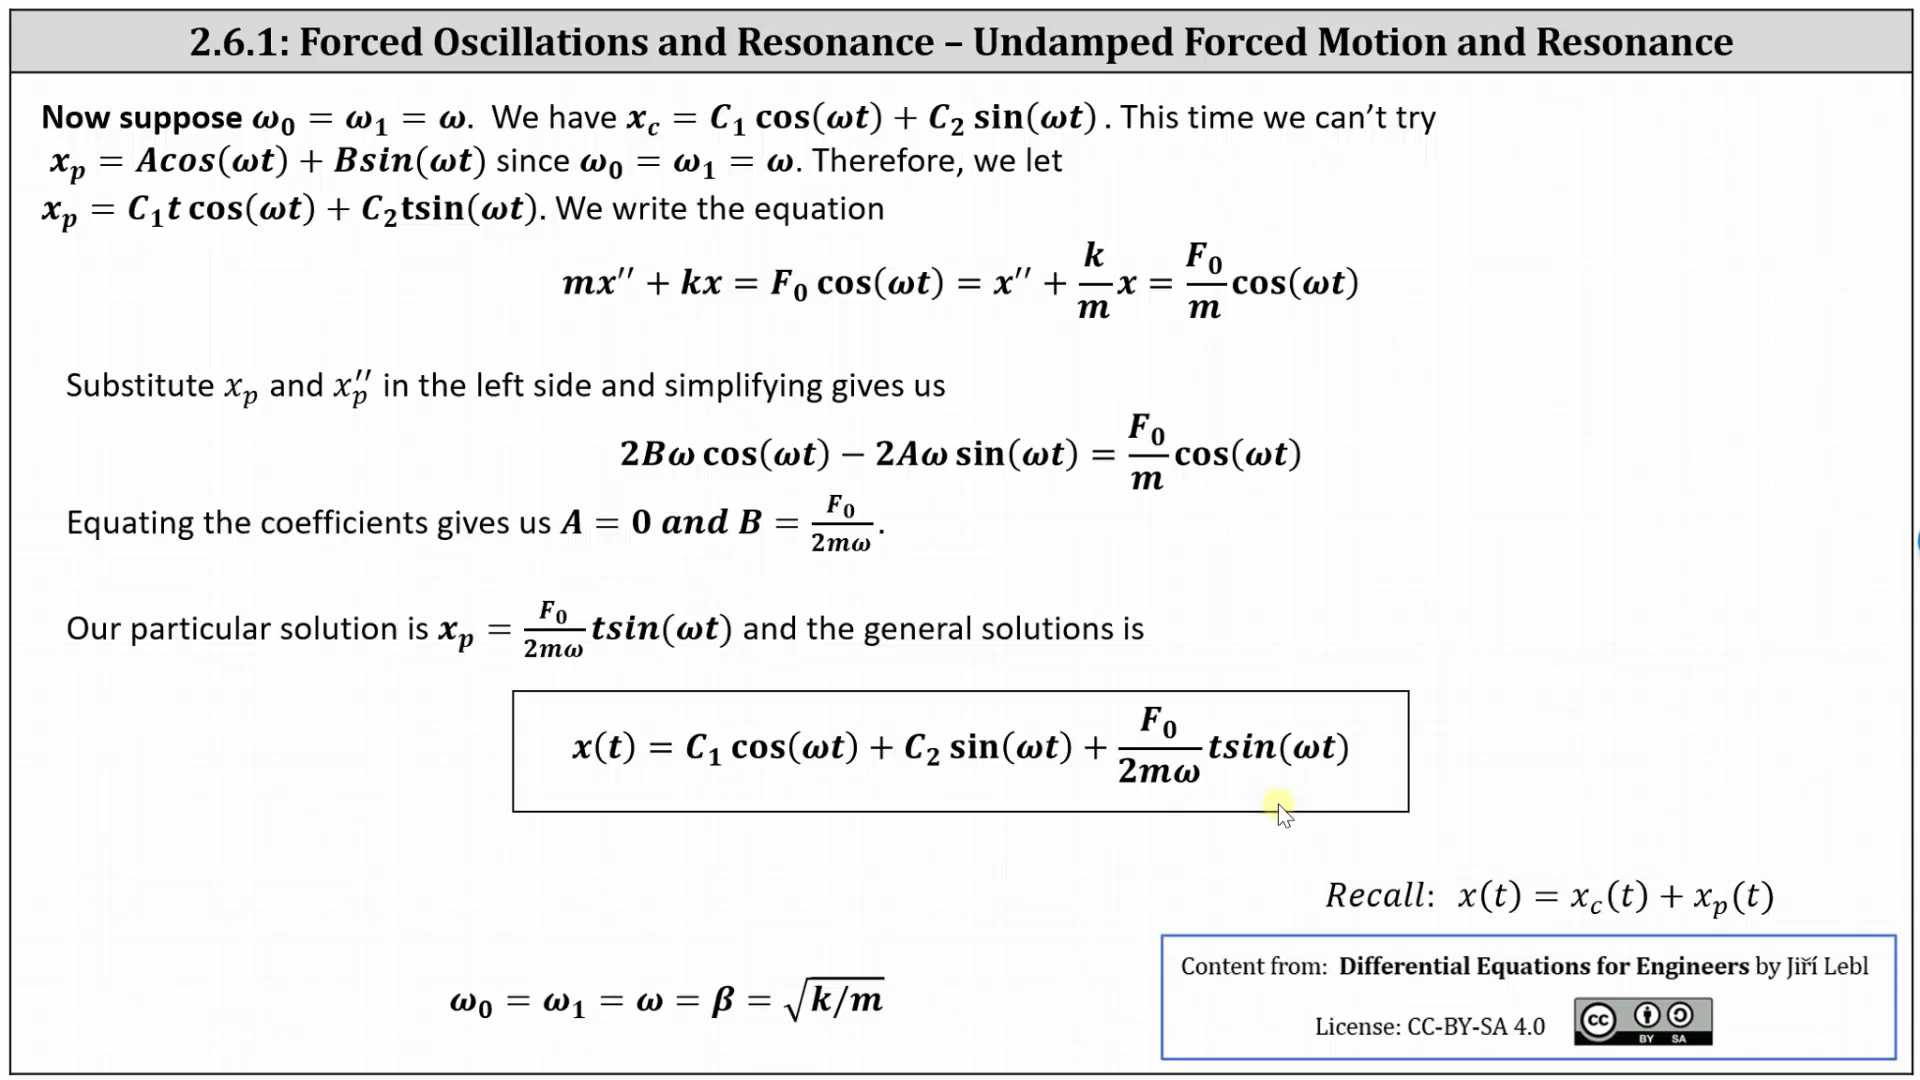 2.6.1: Forced Oscillations and Resonance – Undamped Forced Motion and Resonance
Now suppose ω₀ = ω₁ = ω. We have x_c = C₁ cos(ωt) + C₂ sin(ωt). This time we can’t try
x_p = Acos(ωt) + Bsin(ωt) since ω₀ = ω₁ = ω. Therefore, we let
x_p = C₁t cos(ωt) + C₂tsin(ωt). We write the equation
mx′′ + kx = F₀ cos(ωt) = x′′ + k/m x = F₀/m cos(ωt)
Substitute x_p and x_p′′ in the left side and simplifying gives us
2Bω cos(ωt) − 2Aω sin(ωt) = F₀/m cos(ωt)
Equating the coefficients gives us A = 0 and B = F₀/2mω.
Our particular solution is x_p = F₀/2mω tsin(ωt) and the general solutions is
x(t) = C₁ cos(ωt) + C₂ sin(ωt) + F₀/2mω tsin(ωt)
Recall: x(t) = x_c(t) + x_p(t)
Content from: Differential Equations for Engineers by Jiří Lebl
ω₀ = ω₁ = ω = β = √k/m
License: CC-BY-SA 4.0
cc BY SA